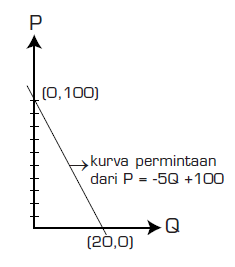 P
(0,100)
kurva permintaan
dari P = -5Q +100
Q
(20,0)